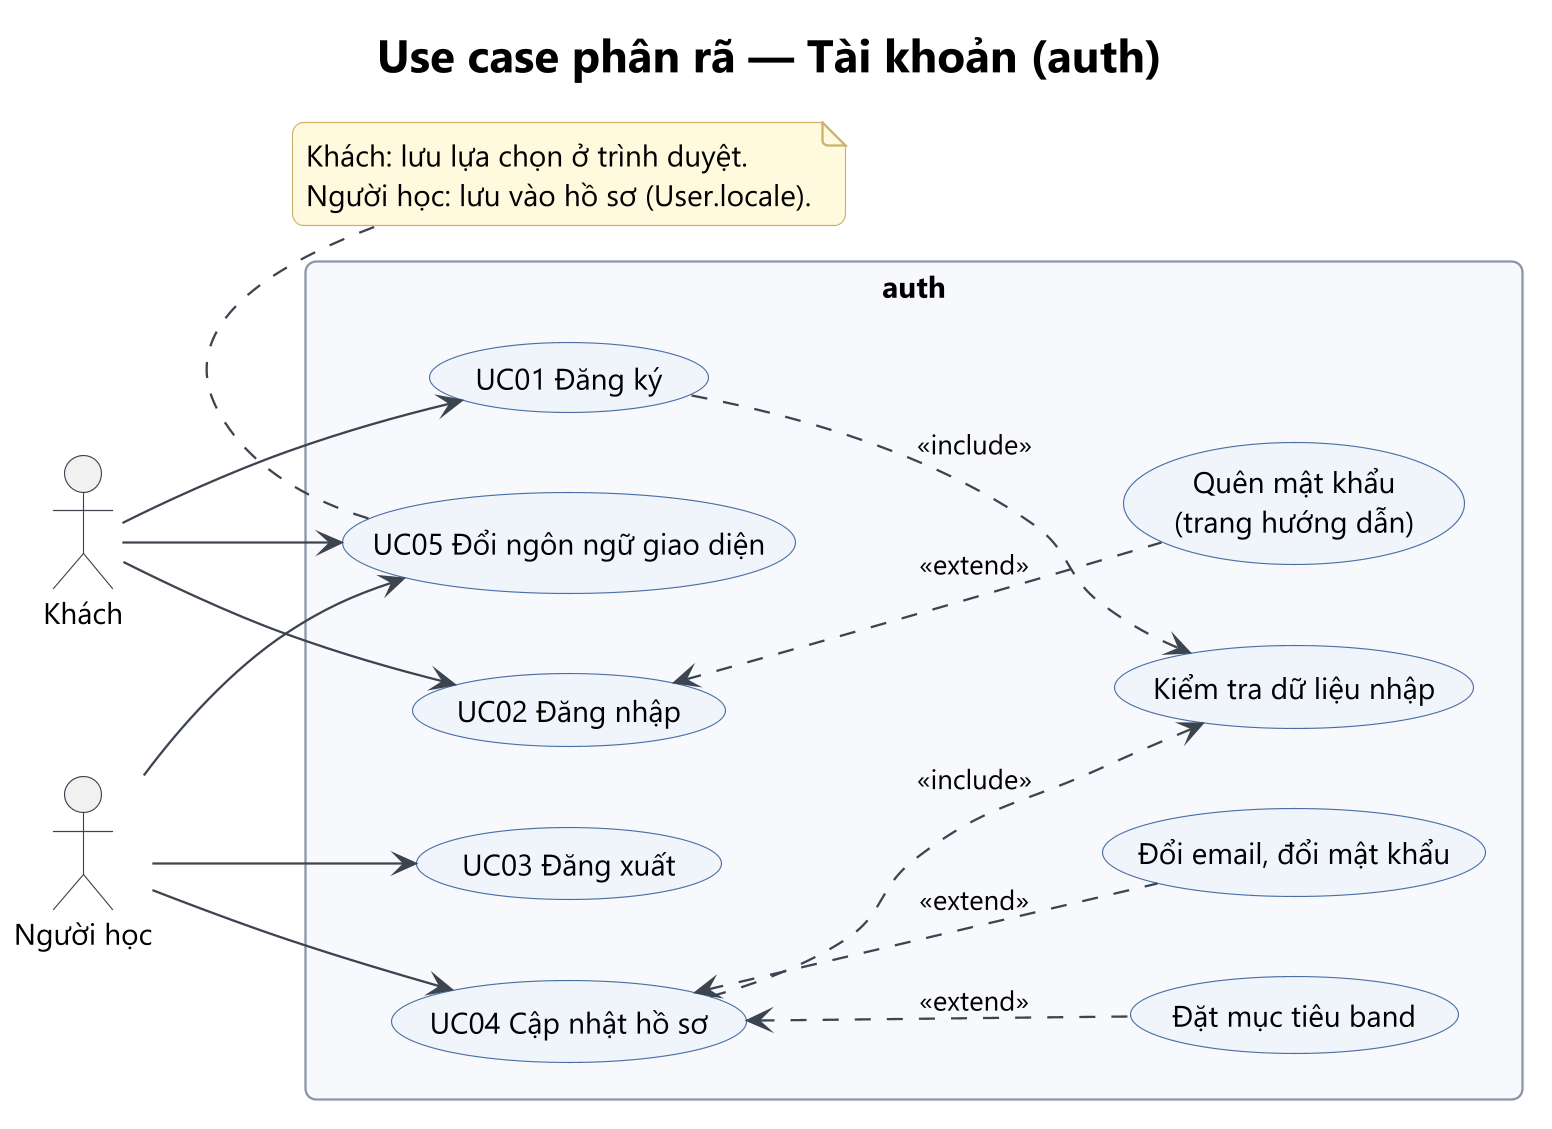 Use case phân rã — Tài khoản (auth)
Khách: lưu lựa chọn ở trình duyệt.
Người học: lưu vào hồ sơ (User.locale).
auth
UC01 Đăng ký
«include»
Quên mật khẩu
(trang hướng dẫn)
UC05 Đổi ngôn ngữ giao diện
«extend»
Khách
Kiểm tra dữ liệu nhập
UC02 Đăng nhập
«include»
Đổi email, đổi mật khẩu
UC03 Đăng xuất
«extend»
Người học
«extend»
Đặt mục tiêu band
UC04 Cập nhật hồ sơ